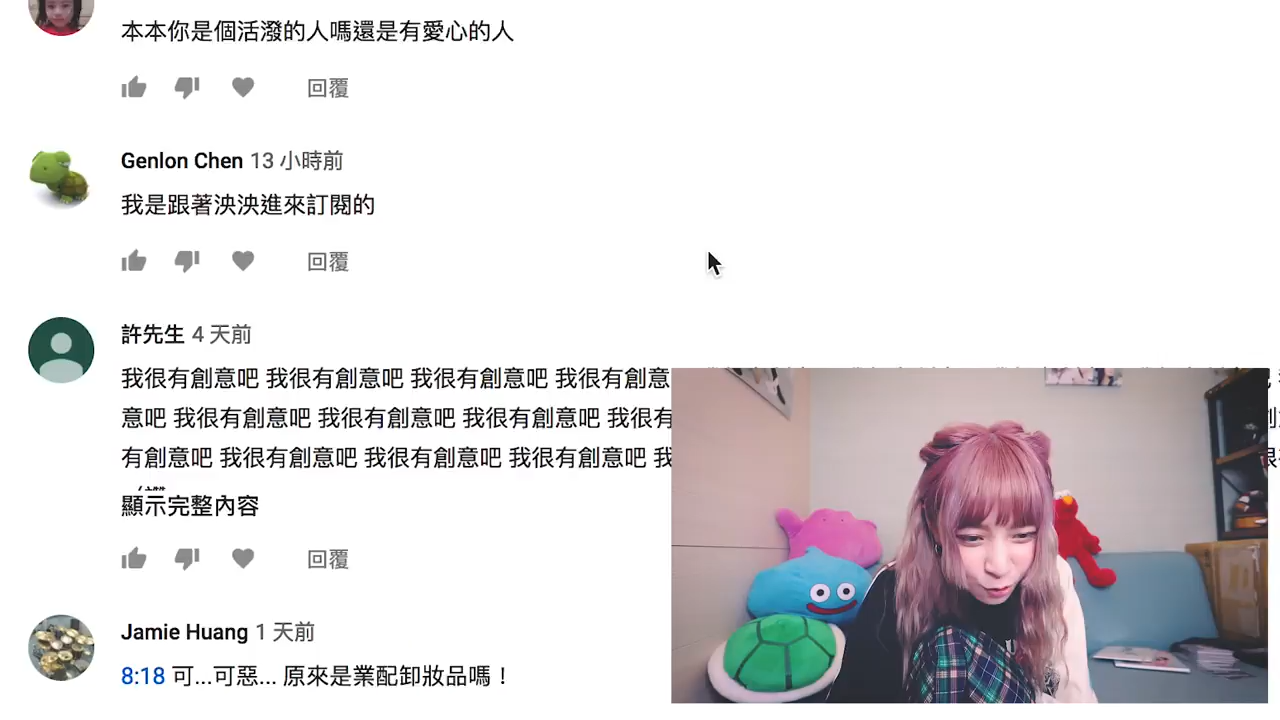 本本你是個活潑的人嗎還是有愛心的人
回覆
Genlon Chen 13 小時前
我是跟著泱泱進來訂閱的
回覆
許先生 4 天前
我很有創意吧 我很有創意吧 我很有創意吧 我很有創意
意吧 我很有創意吧 我很有創意吧 我很有創意吧 我很有
有創意吧 我很有創意吧 我很有創意吧 我很有創意吧 我
顯示完整內容
回覆
Jamie Huang 1 天前
8:18 可...可惡... 原來是業配卸妝品嗎！